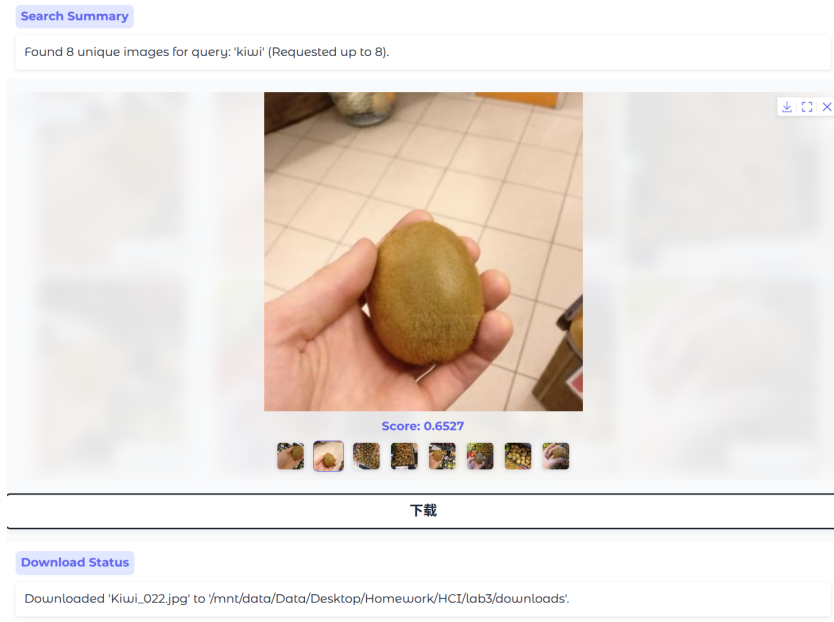 Search Summary
Found 8 unique images for query: 'kiwi' (Requested up to 8).
Score: 0.6527
下载
Download Status
Downloaded 'Kiwi_022.jpg' to '/mnt/data/Data/Desktop/Homework/HCI/lab3/downloads'.